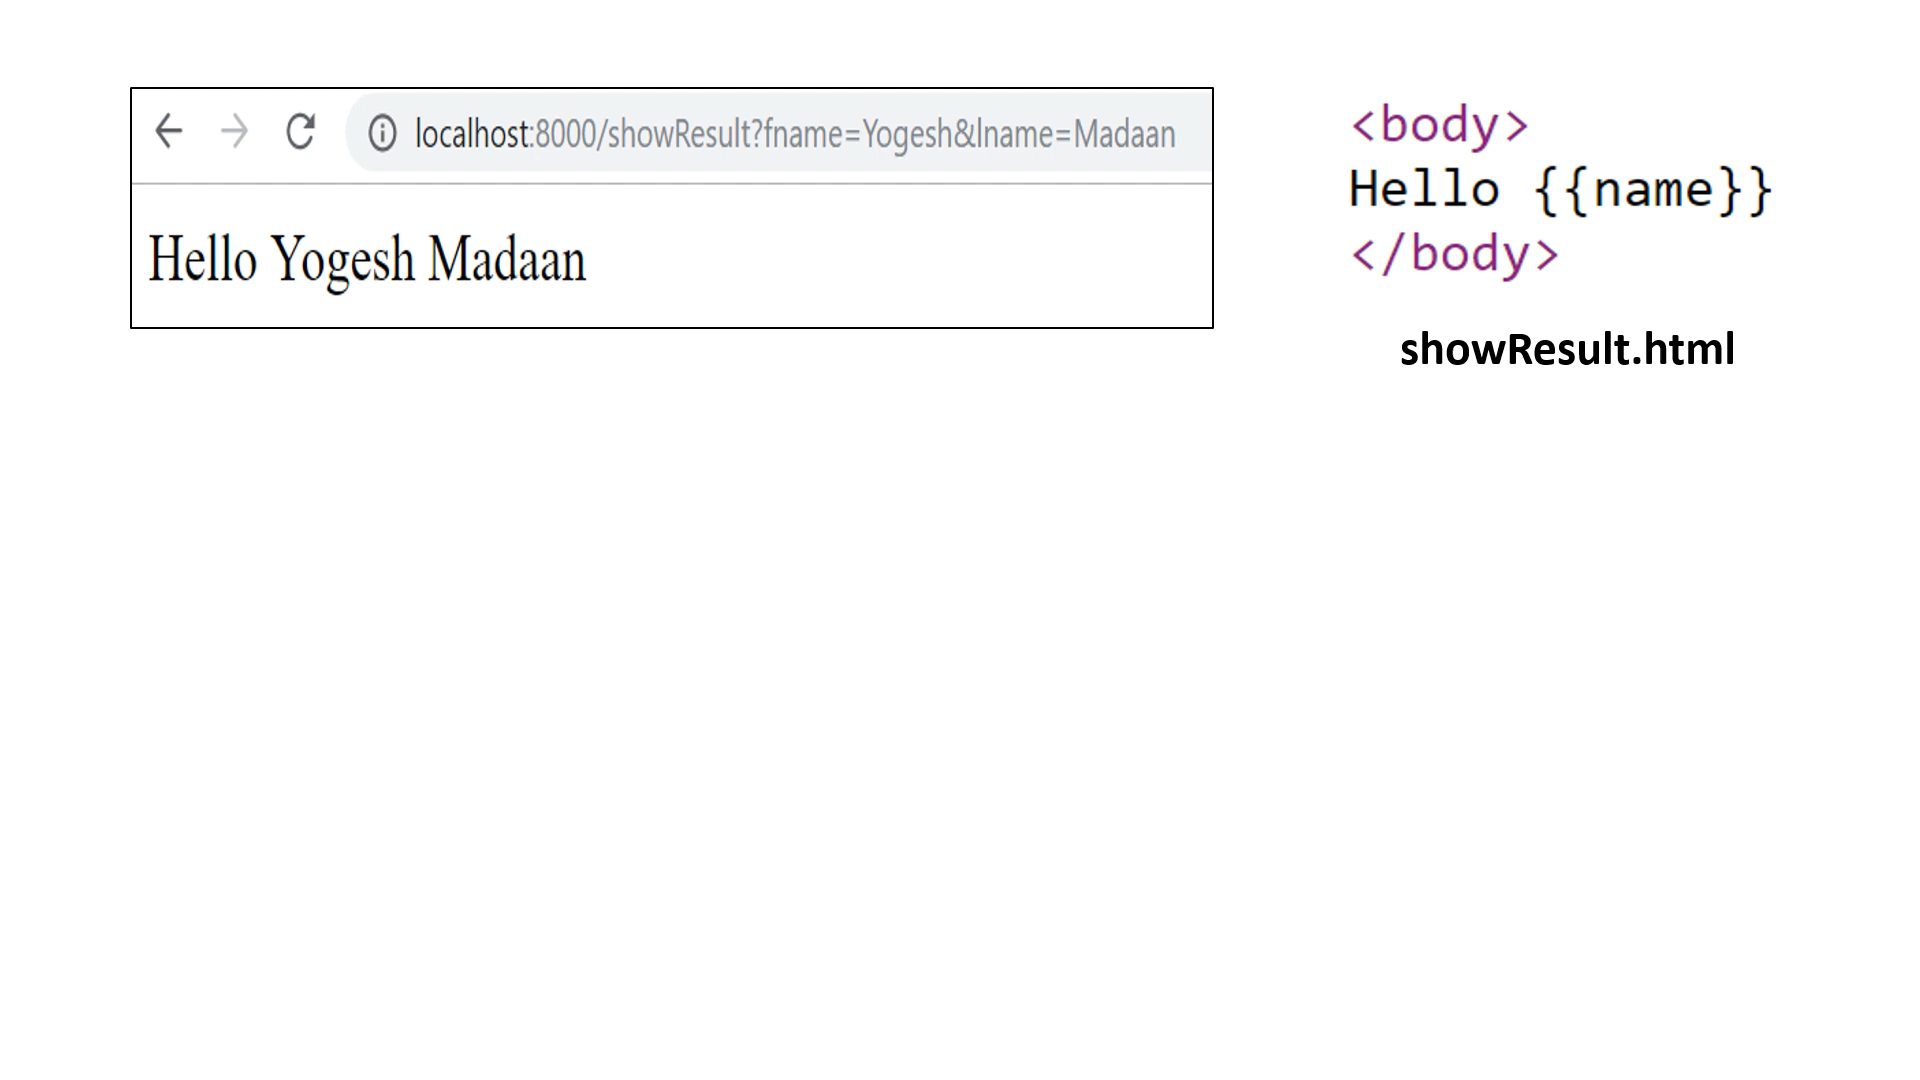 localhost:8000/showResult?fname=Yogesh&lname=Madaan
Hello Yogesh Madaan
<body>
Hello {{name}}
</body>
showResult.html